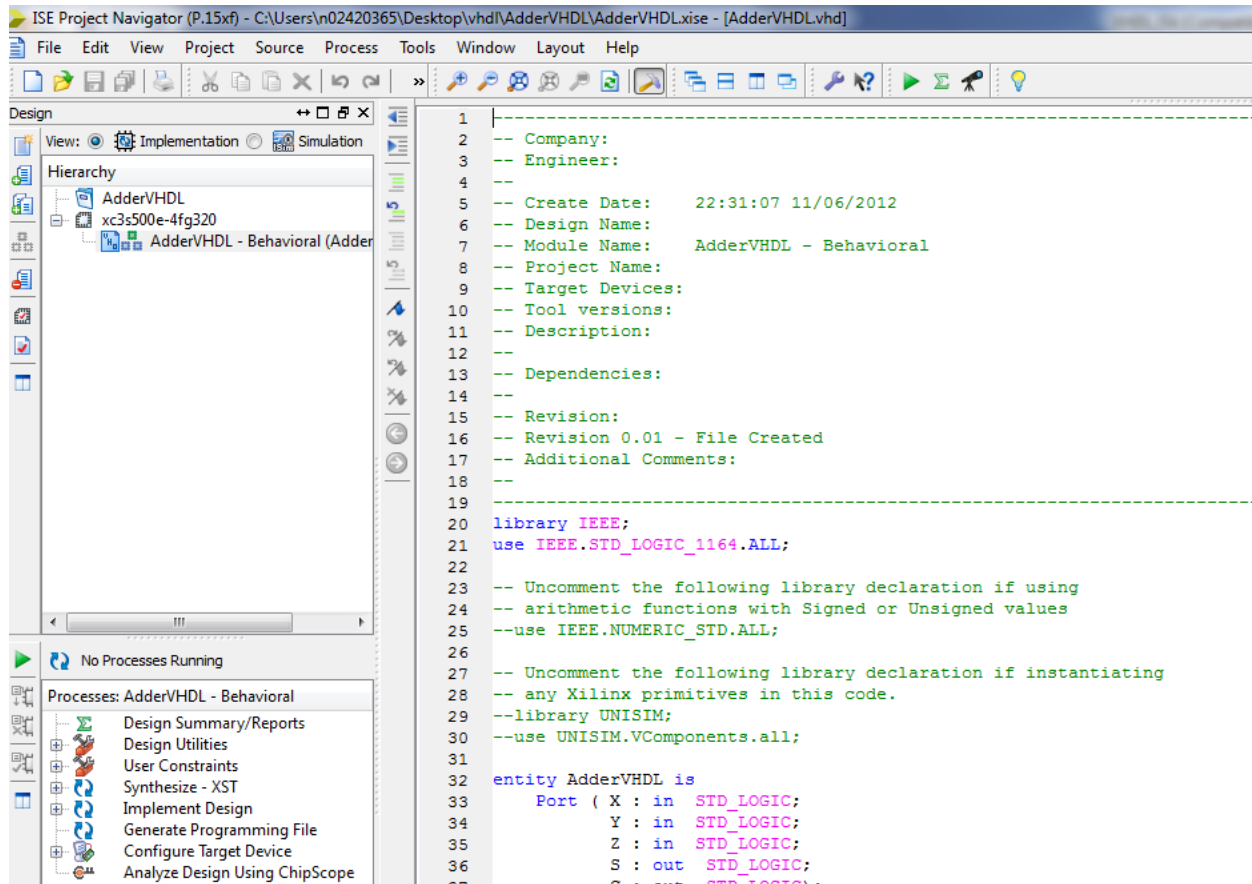 ISE Project Navigator (P.15xf) - C:\Users\n02420365\Desktop\vhdl\AdderVHDL\AdderVHDL.xise - [AdderVHDL.vhd]
File Edit View Project Source Process Tools Window Layout Help
Design
View: Implementation Simulation
Hierarchy
AdderVHDL
xc3s500e-4fg320
AdderVHDL - Behavioral (Adder
No Processes Running
Processes: AdderVHDL - Behavioral
Design Summary/Reports
Design Utilities
User Constraints
Synthesize - XST
Implement Design
Generate Programming File
Configure Target Device
Analyze Design Using ChipScope
1 --------------------------------------------------------------------------------
2 -- Company:
3 -- Engineer:
4 --
5 -- Create Date:    22:31:07 11/06/2012
6 -- Design Name:
7 -- Module Name:    AdderVHDL - Behavioral
8 -- Project Name:
9 -- Target Devices:
10 -- Tool versions:
11 -- Description:
12 --
13 -- Dependencies:
14 --
15 -- Revision:
16 -- Revision 0.01 - File Created
17 -- Additional Comments:
18 --
19 --------------------------------------------------------------------------------
20 library IEEE;
21 use IEEE.STD_LOGIC_1164.ALL;
22
23 -- Uncomment the following library declaration if using
24 -- arithmetic functions with Signed or Unsigned values
25 --use IEEE.NUMERIC_STD.ALL;
26
27 -- Uncomment the following library declaration if instantiating
28 -- any Xilinx primitives in this code.
29 --library UNISIM;
30 --use UNISIM.VComponents.all;
31
32 entity AdderVHDL is
33     Port ( X : in  STD_LOGIC;
34            Y : in  STD_LOGIC;
35            Z : in  STD_LOGIC;
36            S : out  STD_LOGIC;